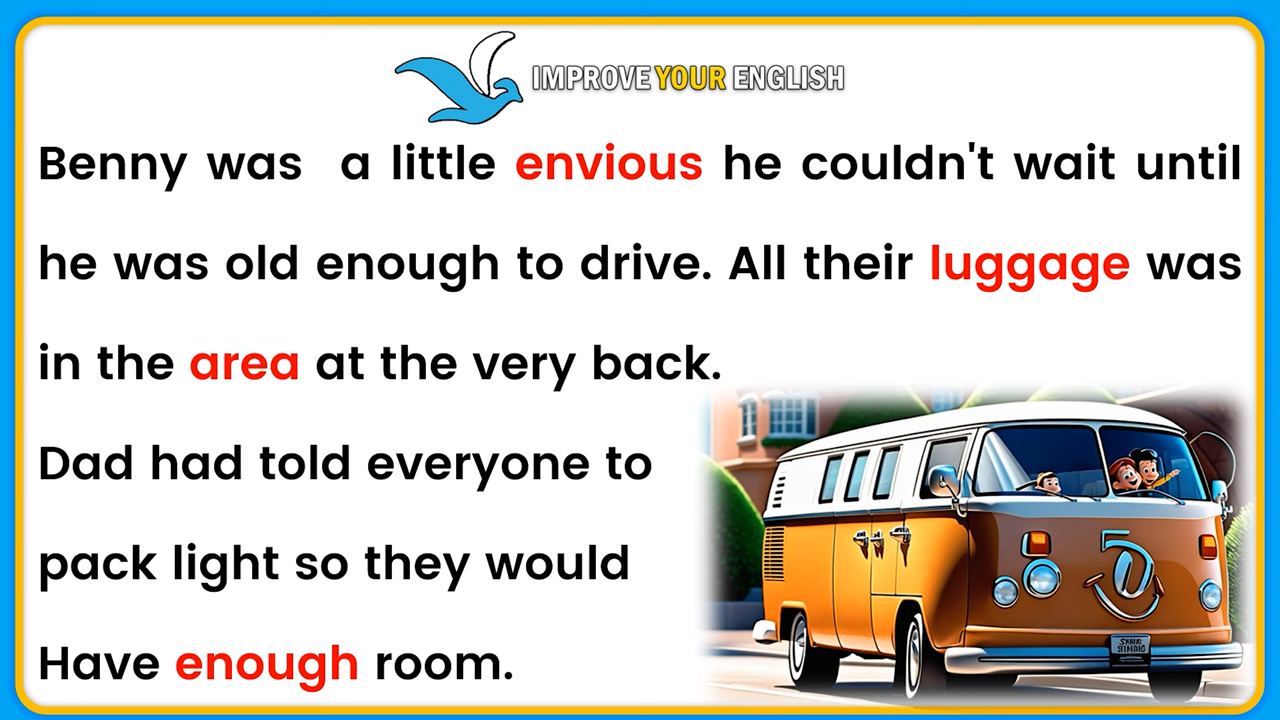 IMPROVE YOUR ENGLISH
Benny was a little envious he couldn't wait until
he was old enough to drive. All their luggage was
in the area at the very back.
Dad had told everyone to
pack light so they would
Have enough room.